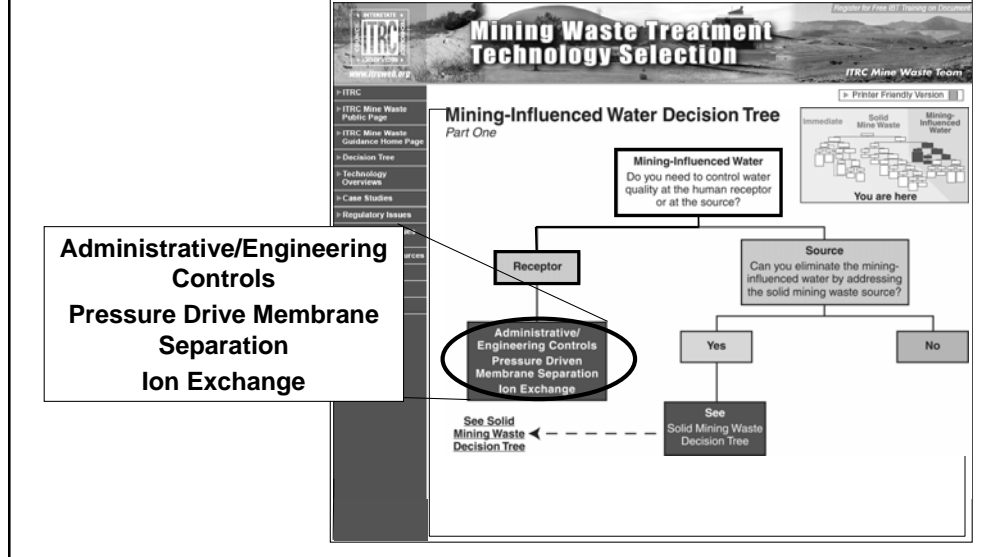 Register for Free IBT Training on Document
INTERSTATE
ITRC
www.itrcweb.org
Mining Waste Treatment
Technology Selection
ITRC Mine Waste Team
Printer Friendly Version
ITRC
ITRC Mine Waste
Public Page
ITRC Mine Waste
Guidance Home Page
Decision Tree
Technology
Overviews
Case Studies
Regulatory Issues
Mining-Influenced Water Decision Tree
Part One
Immediate
Solid
Mine Waste
Mining-
Influenced
Water
You are here
Mining-Influenced Water
Do you need to control water
quality at the human receptor
or at the source?
Receptor
Source
Can you eliminate the mining-
influenced water by addressing
the solid mining waste source?
Administrative/Engineering
Controls
Pressure Drive Membrane
Separation
Ion Exchange
Administrative/
Engineering Controls
Pressure Driven
Membrane Separation
Ion Exchange
Yes
No
See
Solid Mining Waste
Decision Tree
See Solid
Mining Waste
Decision Tree